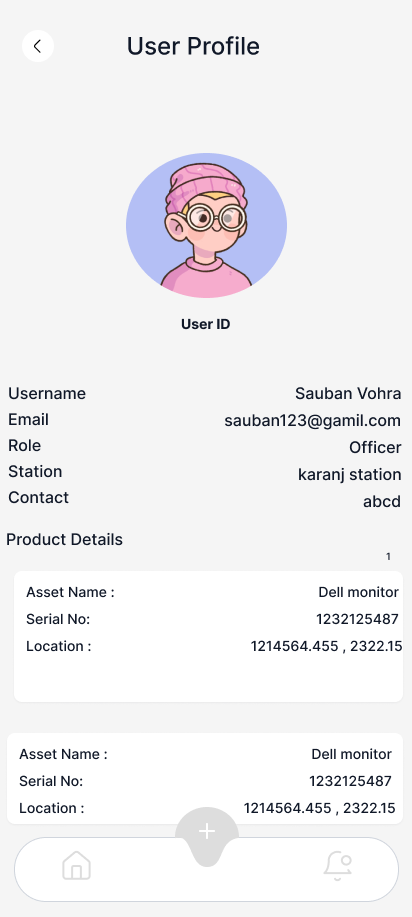 User Profile
User ID
Username Sauban Vohra
Email sauban123@gamil.com
Role Officer
Station karanj station
Contact abcd
Product Details
1
Asset Name : Dell monitor
Serial No: 1232125487
Location : 1214564.455 , 2322.15
Asset Name : Dell monitor
Serial No: 1232125487
Location : 1214564.455 , 2322.15